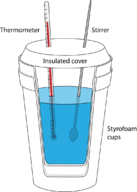 Thermometer
Stirrer
Insulated cover
Styrofoam
cups